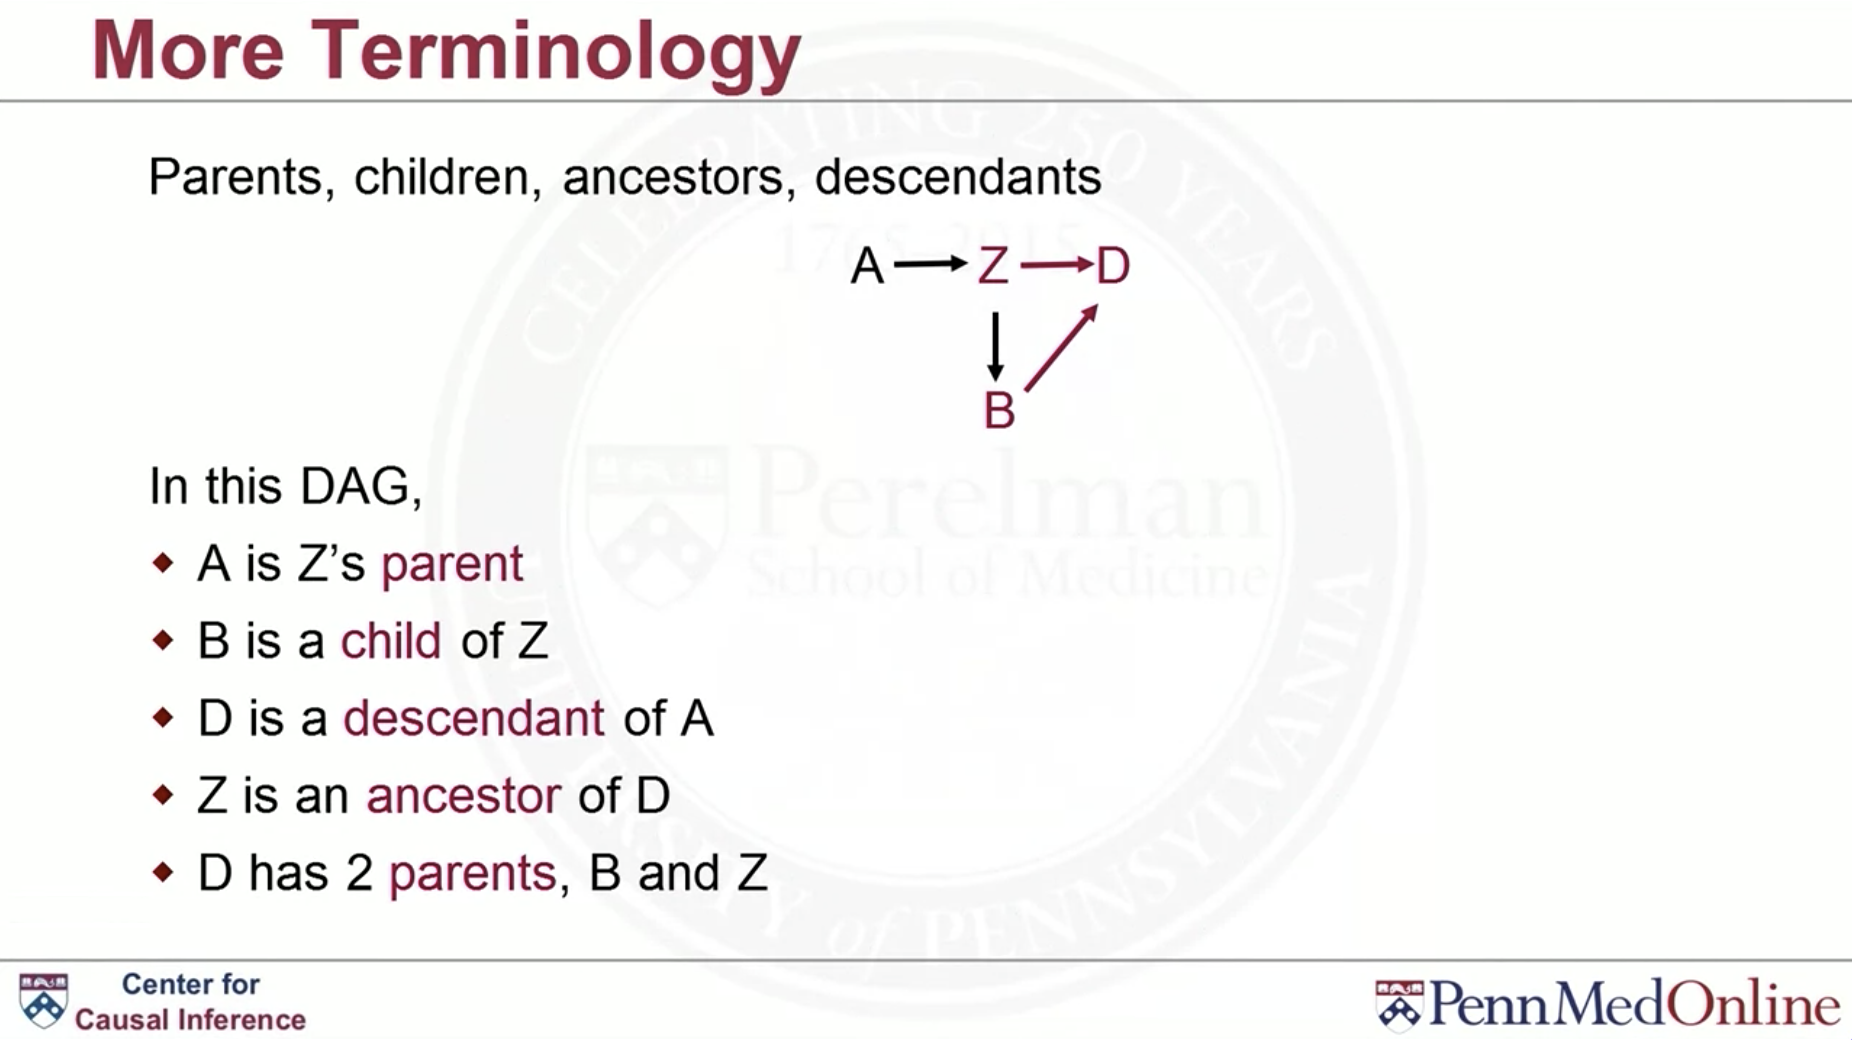 More Terminology
Parents, children, ancestors, descendants
A Z D
B
In this DAG,
A is Z’s parent
B is a child of Z
D is a descendant of A
Z is an ancestor of D
D has 2 parents, B and Z
CELEBRATING 250 YEARS
1765-2015
Perelman
School of Medicine
UNIVERSITY of PENNSYLVANIA
Center for
Causal Inference
PennMedOnline